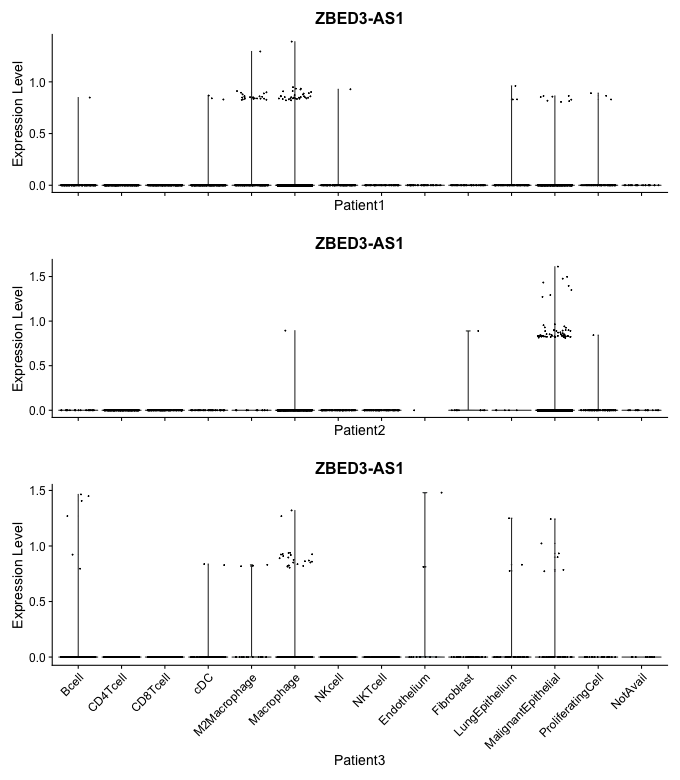 ZBED3-AS1
Expression Level
1.0
0.5
0.0
Patient1
ZBED3-AS1
Expression Level
1.5
1.0
0.5
0.0
Patient2
ZBED3-AS1
Expression Level
1.5
1.0
0.5
0.0
Bcell
CD4Tcell
CD8Tcell
cDC
M2Macrophage
Macrophage
NKcell
NKTcell
Endothelium
Fibroblast
LungEpithelium
MalignantEpithelial
ProliferatingCell
NotAvail
Patient3